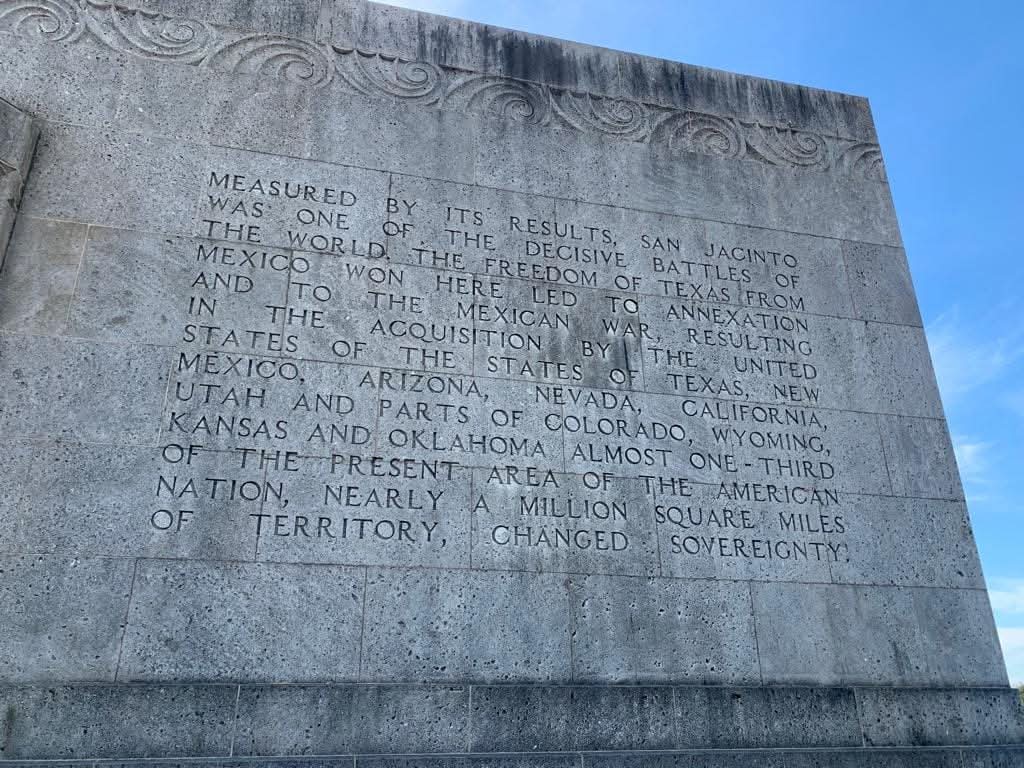 MEASURED BY ITS RESULTS, SAN JACINTO
WAS ONE OF THE DECISIVE BATTLES OF
THE WORLD. THE FREEDOM OF TEXAS FROM
MEXICO WON HERE LED TO ANNEXATION
AND TO THE MEXICAN WAR, RESULTING
IN THE ACQUISITION BY THE UNITED
STATES OF THE STATES OF TEXAS, NEW
MEXICO, ARIZONA, NEVADA, CALIFORNIA,
UTAH AND PARTS OF COLORADO, WYOMING,
KANSAS AND OKLAHOMA ALMOST ONE-THIRD
OF THE PRESENT AREA OF THE AMERICAN
NATION, NEARLY A MILLION SQUARE MILES
OF TERRITORY, CHANGED SOVEREIGNTY.